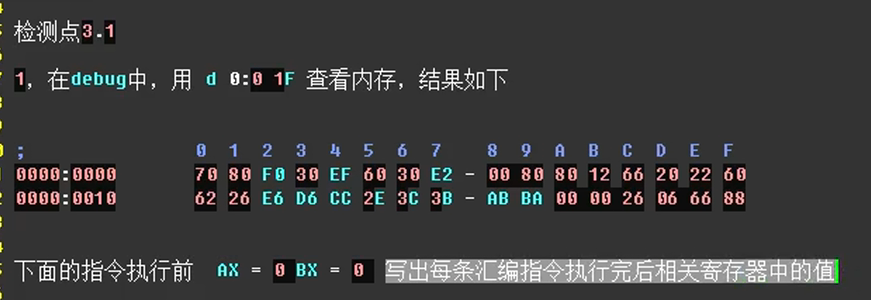 检测点3.1
1，在debug中，用 d 0:0 1F 查看内存，结果如下
; 0 1 2 3 4 5 6 7 8 9 A B C D E F
0000:0000 70 80 F0 30 EF 60 30 E2 - 00 80 80 12 66 20 22 60
0000:0010 62 26 E6 D6 CC 2E 3C 3B - AB BA 00 00 26 06 66 88
下面的指令执行前 AX = 0 BX = 0 写出每条汇编指令执行完后相关寄存器中的值